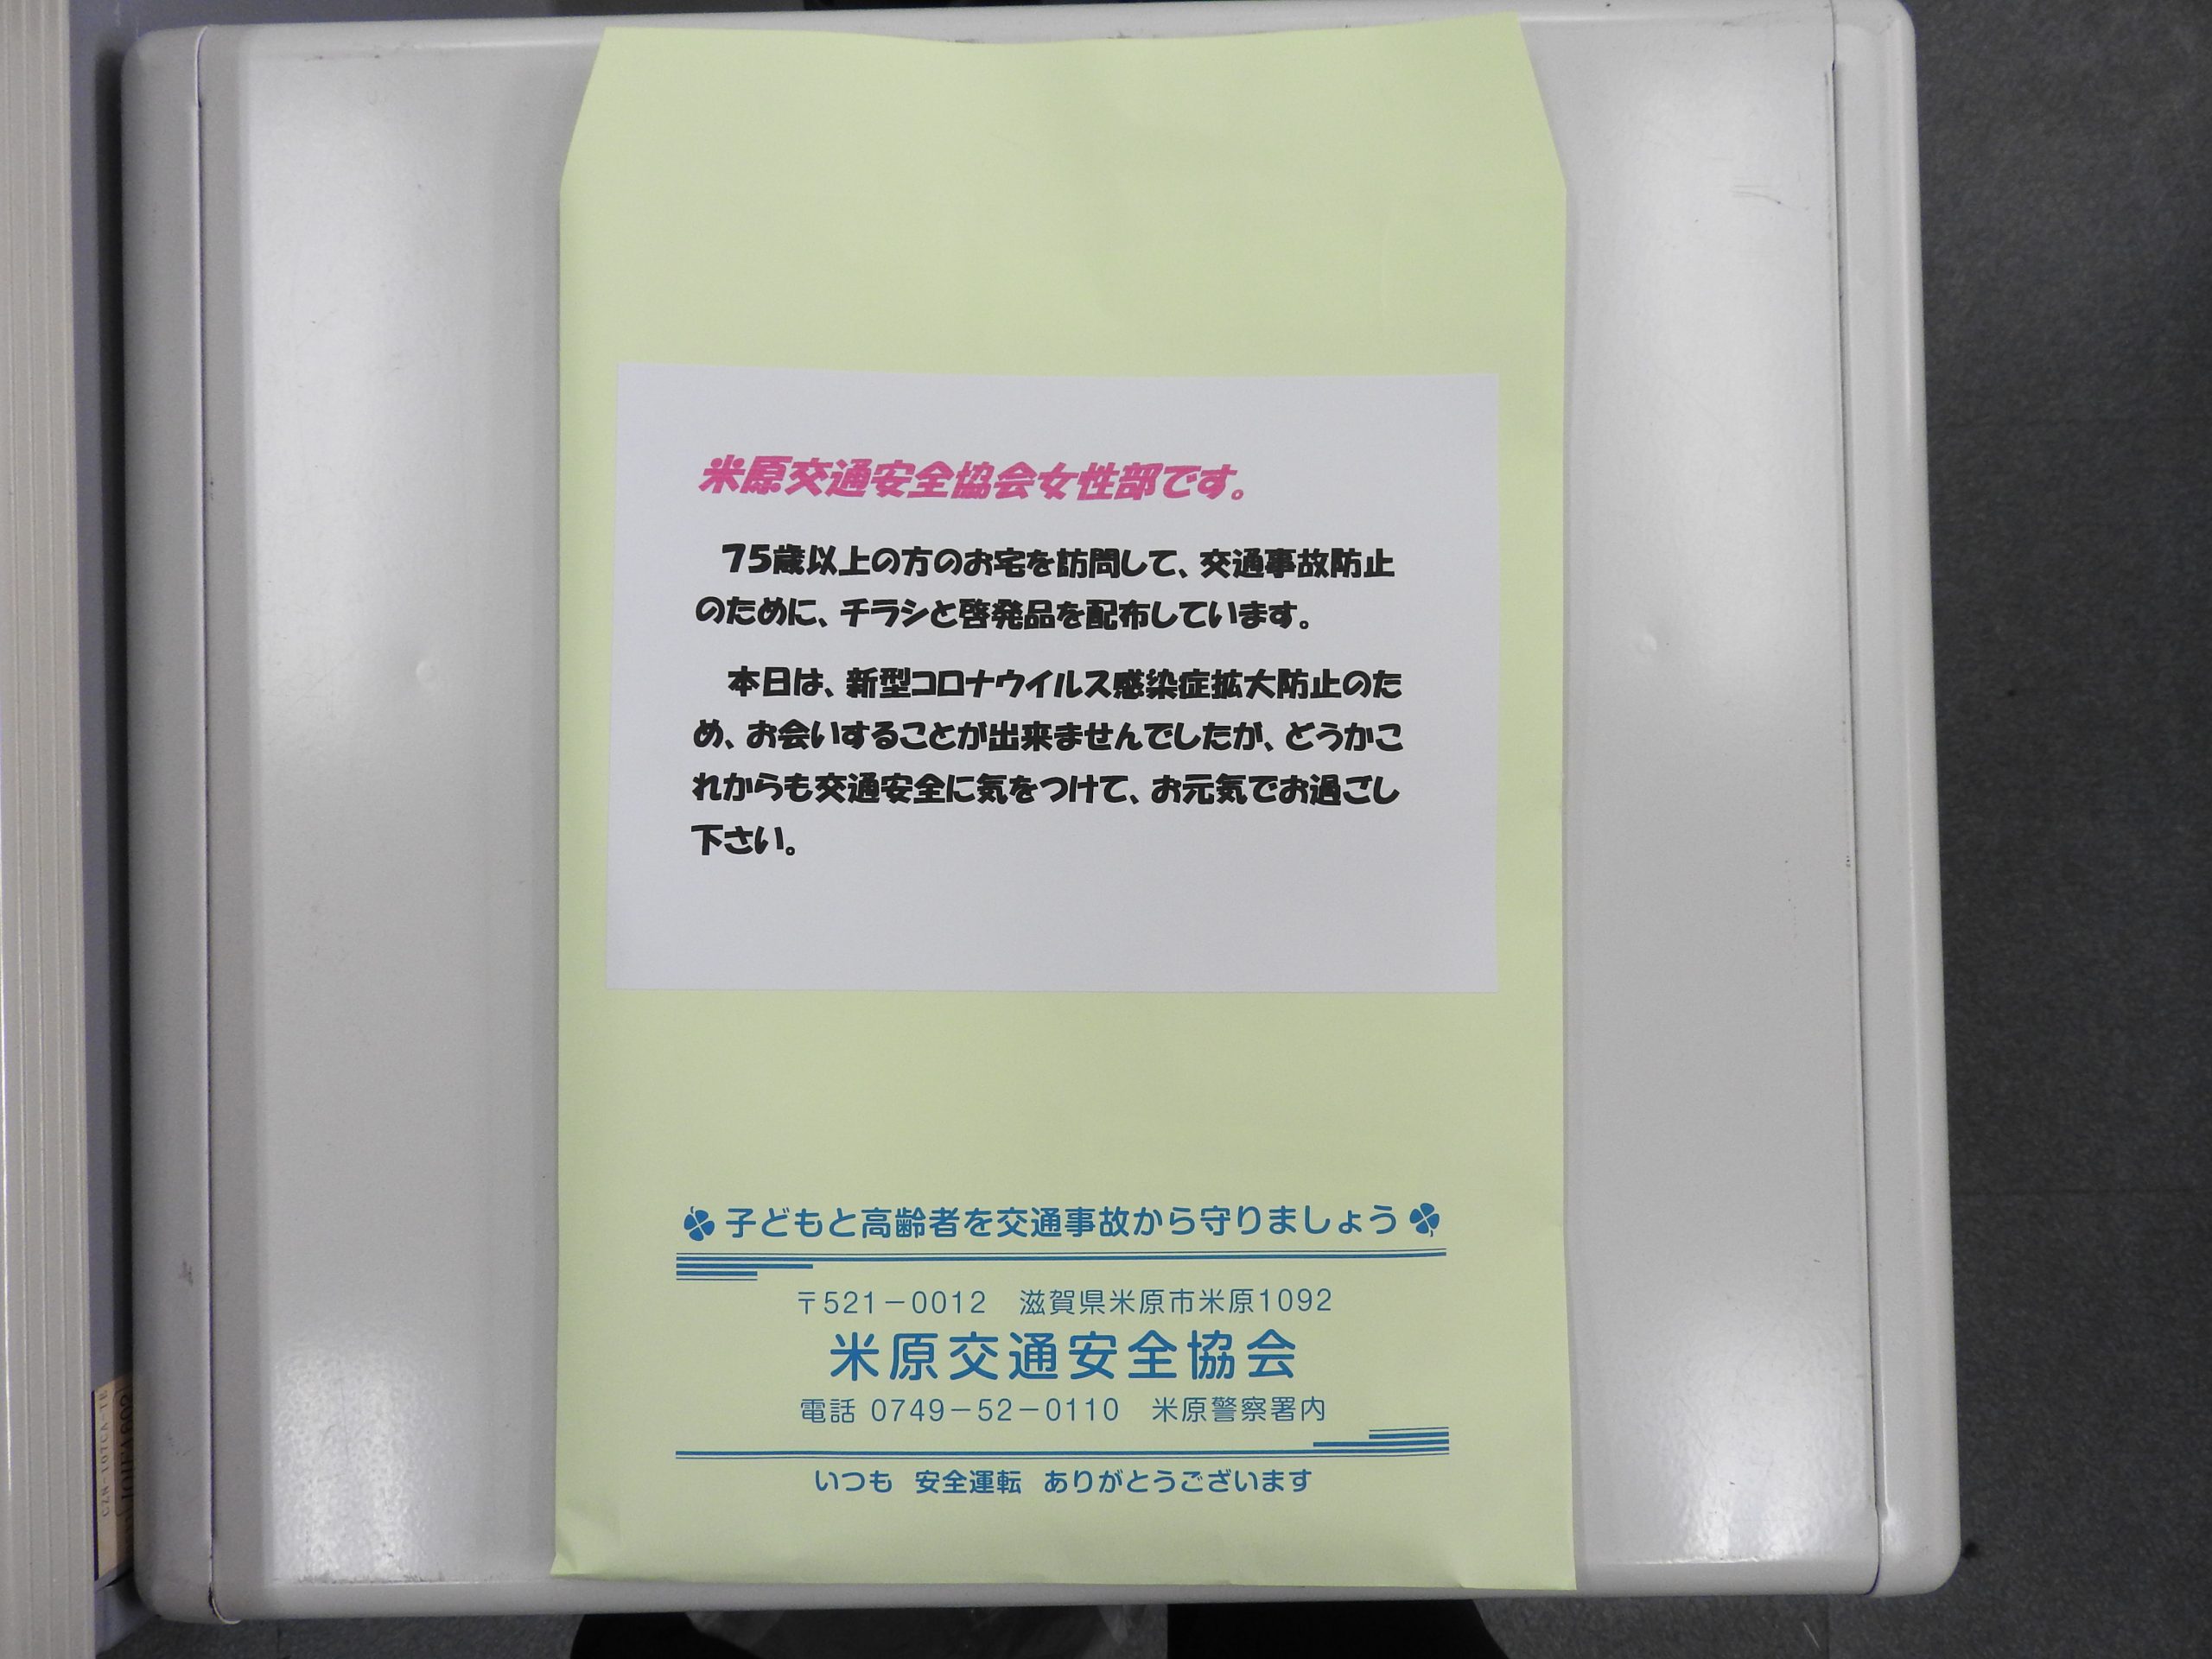 米原交通安全協会女性部です。
75歳以上の方のお宅を訪問して、交通事故防止
のために、チラシと啓発品を配布しています。
本日は、新型コロナウイルス感染症拡大防止のた
め、お会いすることが出来ませんでしたが、どうかこ
れからも交通安全に気をつけて、お元気でお過ごし
下さい。
子どもと高齢者を交通事故から守りましょう
〒521－0012　滋賀県米原市米原1092
米原交通安全協会
電話 0749－52－0110　米原警察署内
いつも 安全運転 ありがとうございます